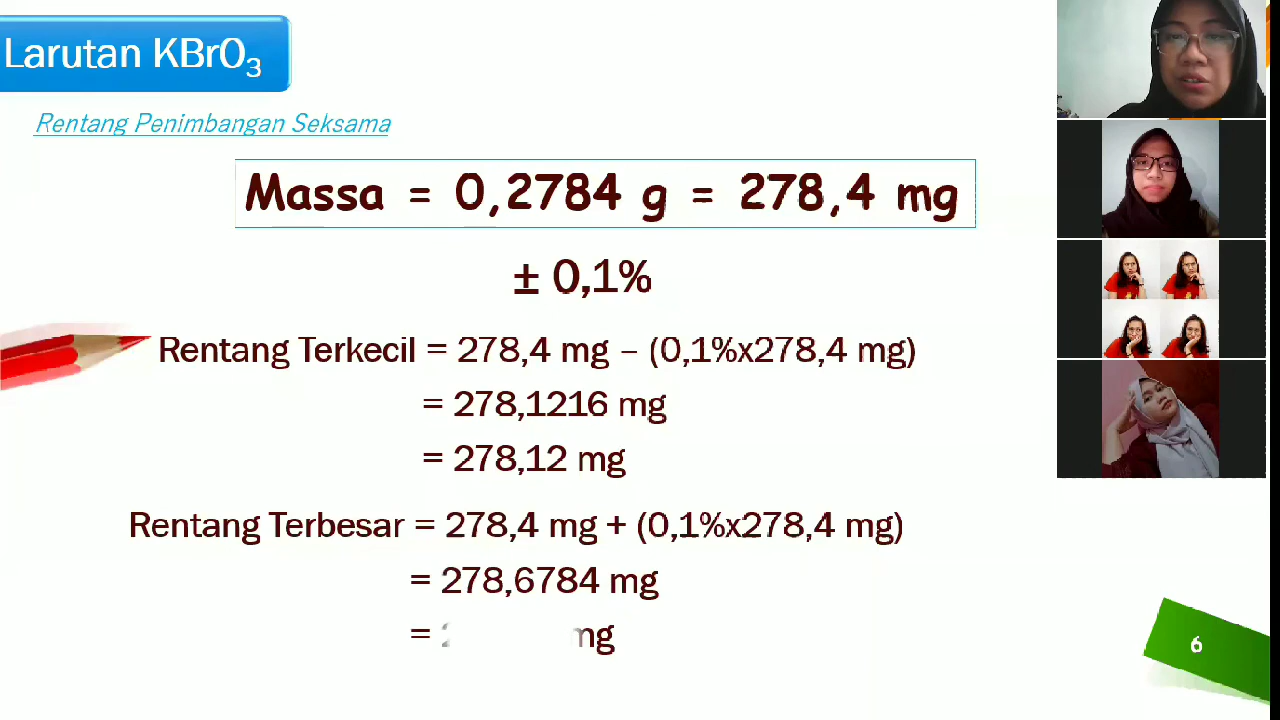 Larutan KBrO₃
Rentang Penimbangan Seksama
Massa = 0,2784 g = 278,4 mg
± 0,1%
Rentang Terkecil = 278,4 mg – (0,1%x278,4 mg)
= 278,1216 mg
= 278,12 mg
Rentang Terbesar = 278,4 mg + (0,1%x278,4 mg)
= 278,6784 mg
= mg
6